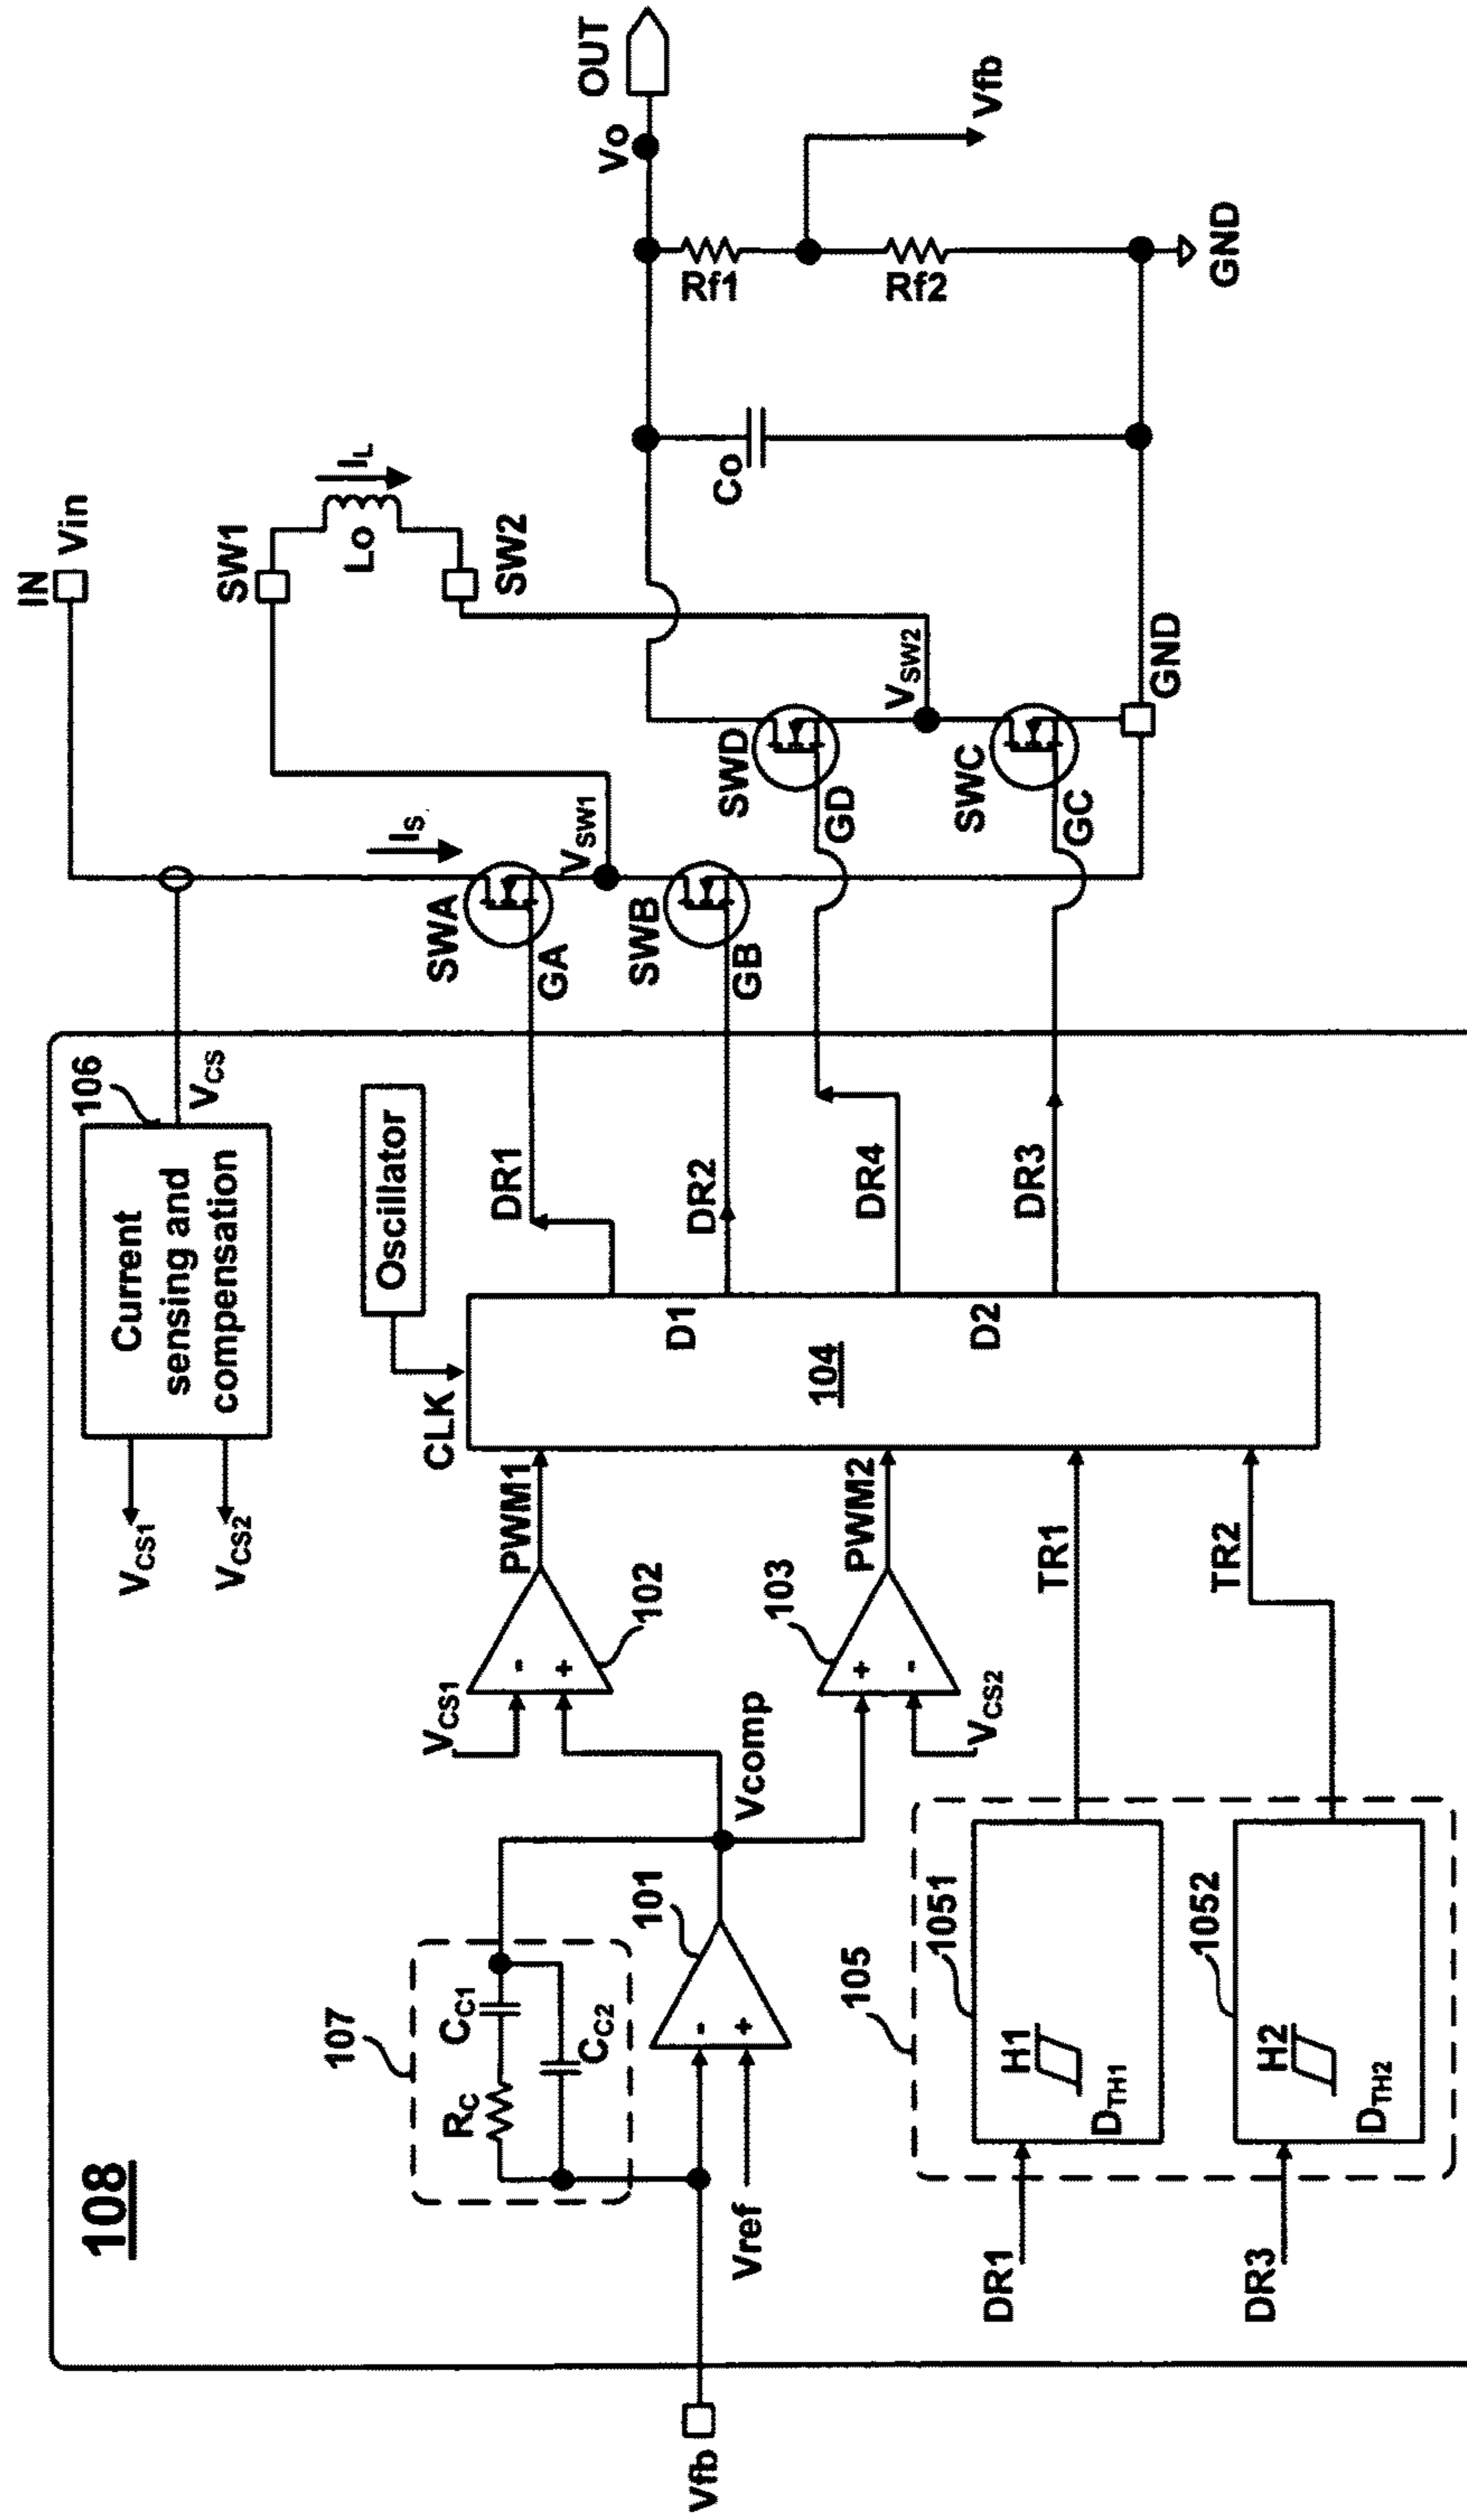 108
Vfb
107
RC
CC1
CC2
101
Vref
Vcomp
VCS1
102
PWM1
103
PWM2
VCS2
105
1051
H1
DTH1
DR1
TR1
1052
H2
DTH2
DR3
TR2
VCS1
VCS2
106
Current
sensing and
compensation
VCS
Oscillator
CLK
104
D1
D2
DR1
DR2
DR4
DR3
IN
Vin
IS
SWA
GA
VSW1
SWB
GB
SWD
GD
VSW2
SWC
GC
GND
SW1
LO
IL
SW2
Co
Rf1
Rf2
Vo
OUT
Vfb
GND